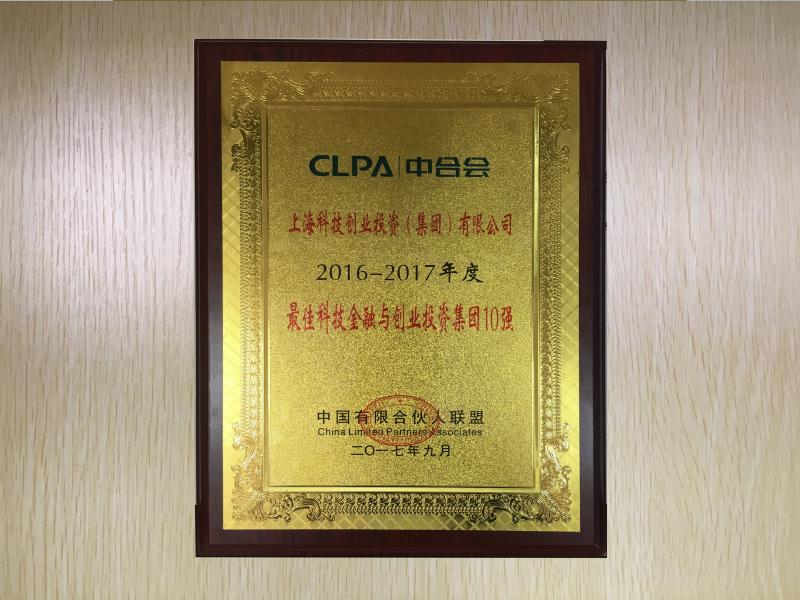 CLPA|中合会
上海科技创业投资（集团）有限公司
2016-2017年度
最佳科技金融与创业投资集团10强
中国有限合伙人联盟
China Limited Partners Associates
二〇一七年九月